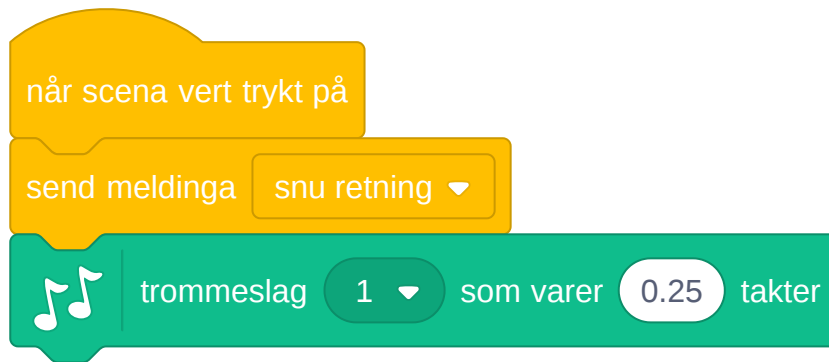 når scena vert trykt på
send meldinga snu retning
trommeslag 1 som varer 0.25 takter